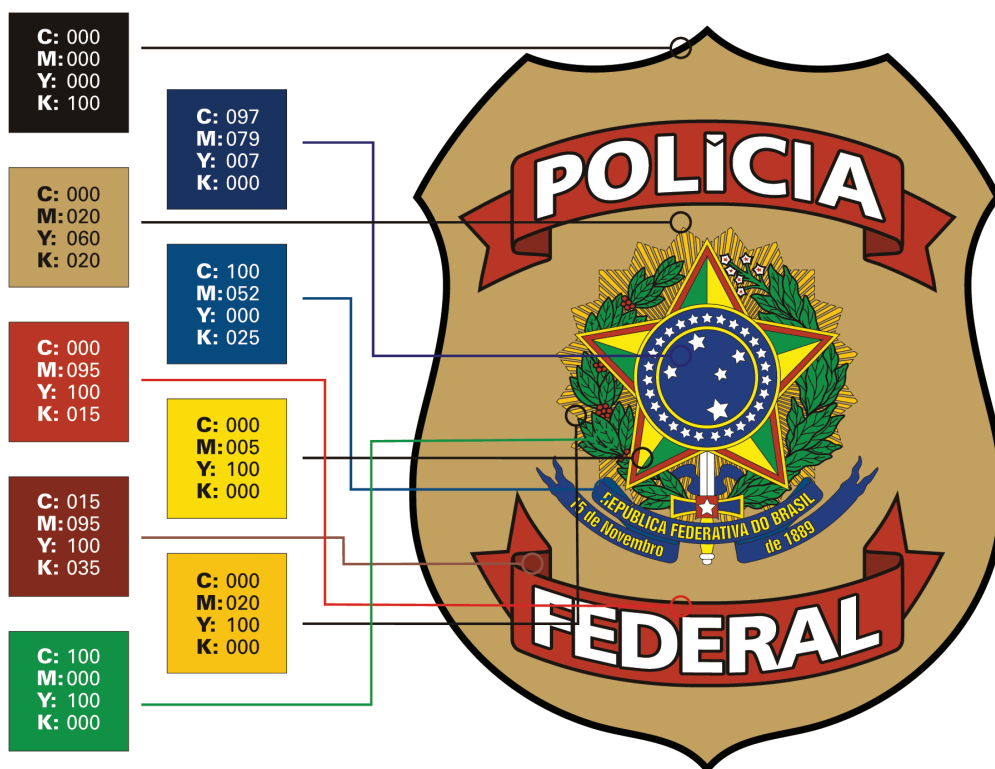 C: 000
M: 000
Y: 000
K: 100
C: 097
M: 079
Y: 007
K: 000
C: 000
M: 020
Y: 060
K: 020
C: 100
M: 052
Y: 000
K: 025
C: 000
M: 095
Y: 100
K: 015
C: 000
M: 005
Y: 100
K: 000
C: 015
M: 095
Y: 100
K: 035
C: 000
M: 020
Y: 100
K: 000
C: 100
M: 000
Y: 100
K: 000
POLÍCIA
REPÚBLICA FEDERATIVA DO BRASIL
15 de Novembro de 1889
FEDERAL